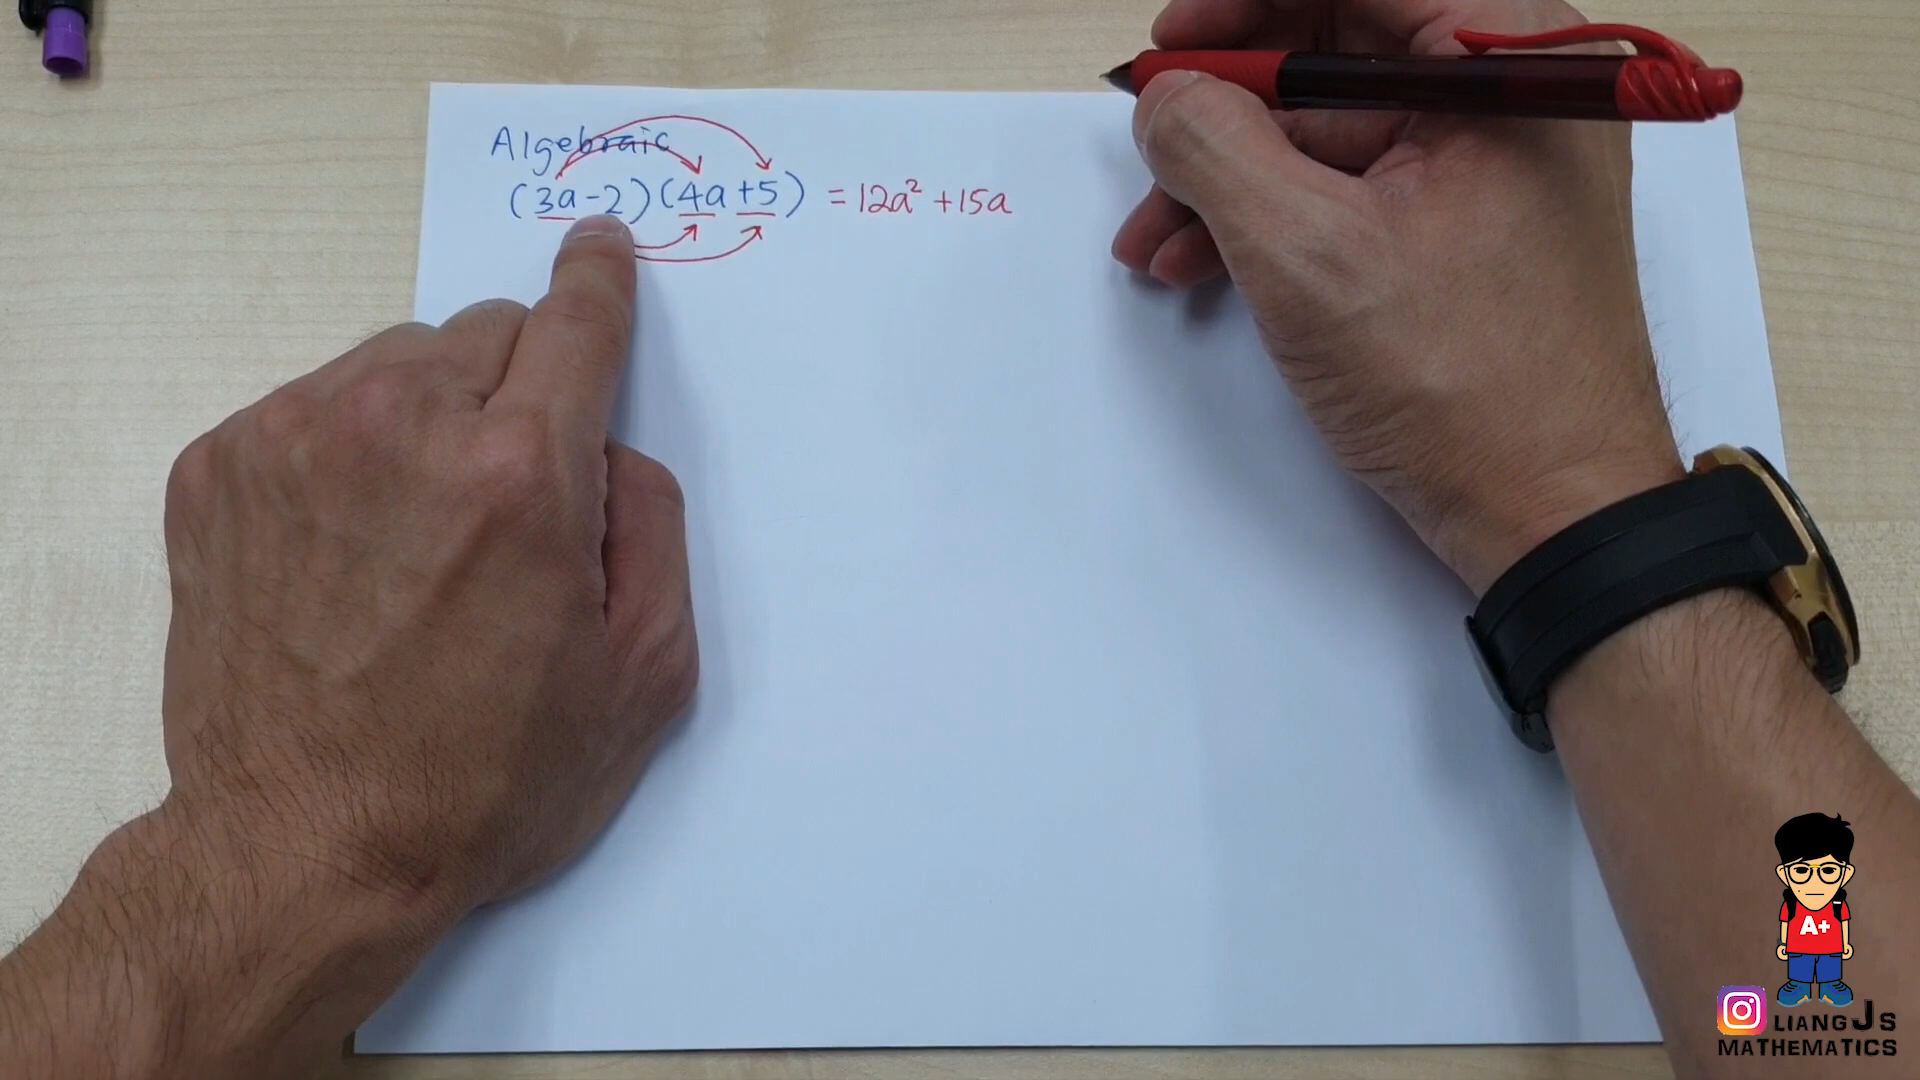 Algebraic
(3a-2)(4a+5) = 12a² +15a
A+
LIANG JS
MATHEMATICS